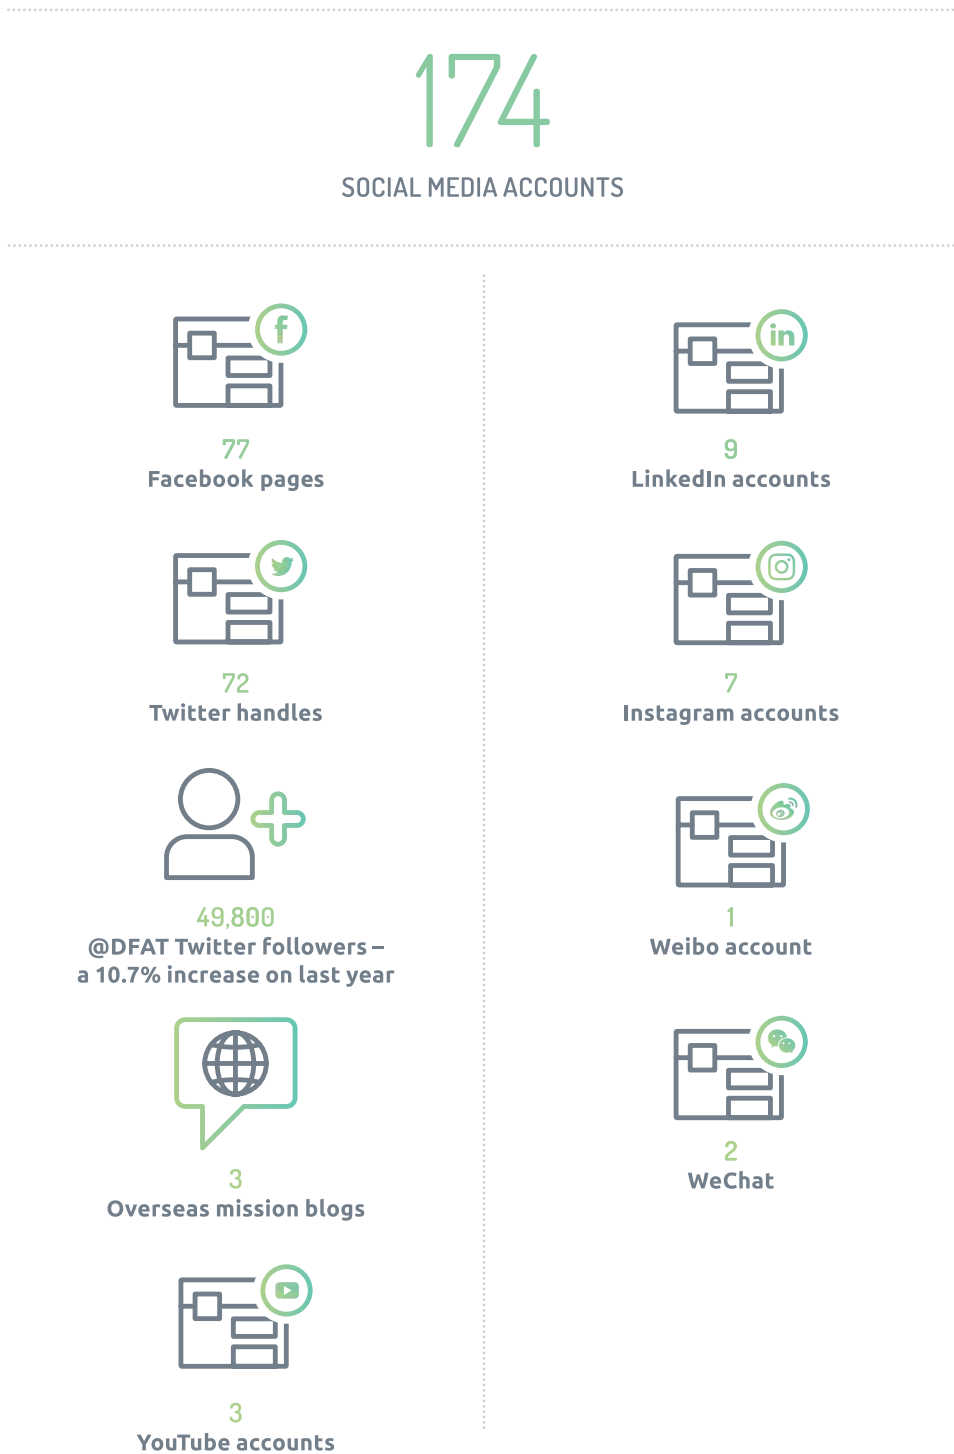 174
SOCIAL MEDIA ACCOUNTS
f
77
Facebook pages
72
Twitter handles
49,800
@DFAT Twitter followers –
a 10.7% increase on last year
3
Overseas mission blogs
3
YouTube accounts
in
9
LinkedIn accounts
7
Instagram accounts
1
Weibo account
2
WeChat